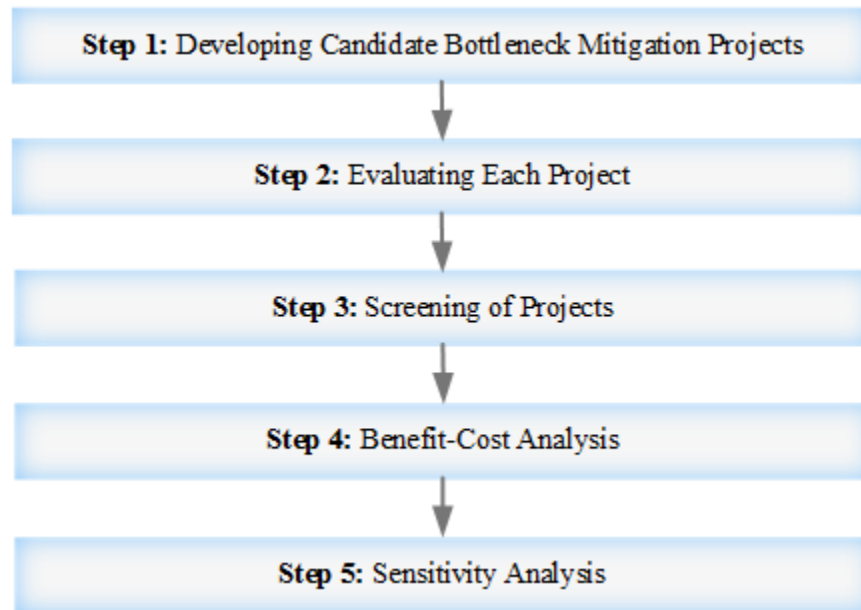 Step 1: Developing Candidate Bottleneck Mitigation Projects
Step 2: Evaluating Each Project
Step 3: Screening of Projects
Step 4: Benefit-Cost Analysis
Step 5: Sensitivity Analysis